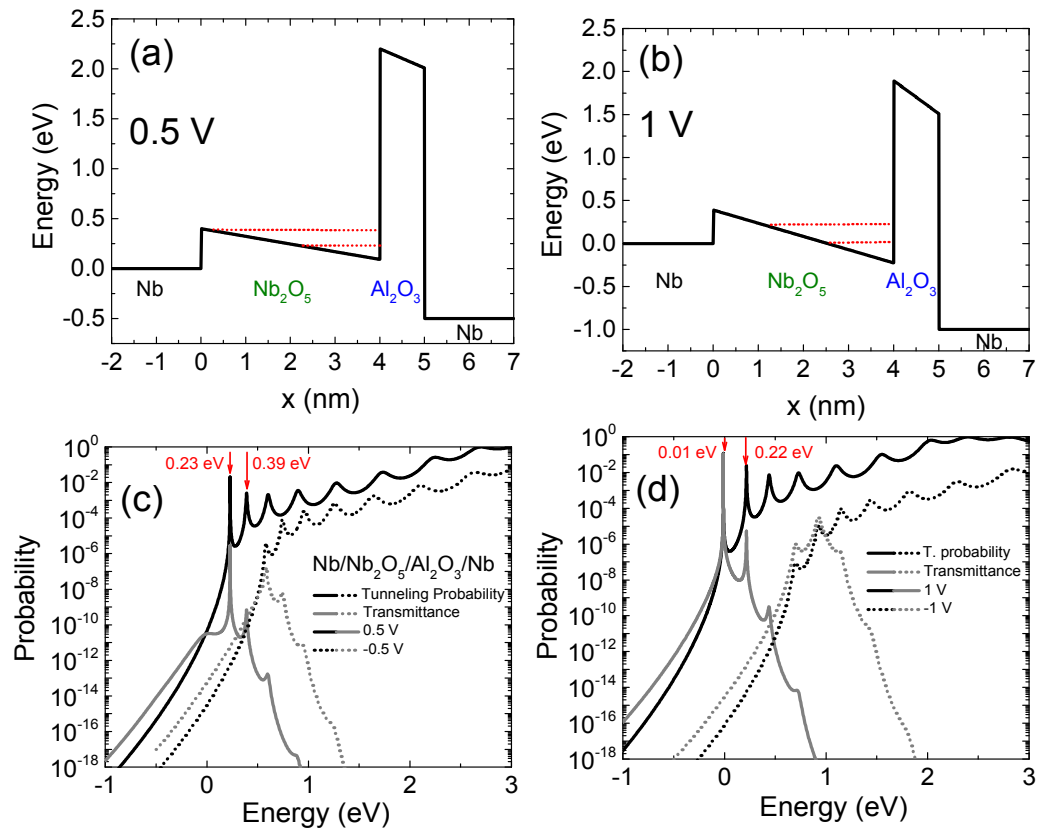 (a)
0.5 V
2.5
2.0
1.5
1.0
0.5
0.0
-0.5
Energy (eV)
Nb
Nb2O5
Al2O3
Nb
-2 -1 0 1 2 3 4 5 6 7
x (nm)
(b)
1 V
2.5
2.0
1.5
1.0
0.5
0.0
-0.5
-1.0
Energy (eV)
Nb
Nb2O5
Al2O3
Nb
-2 -1 0 1 2 3 4 5 6 7
x (nm)
(c)
0.23 eV
0.39 eV
10^0
10^-2
10^-4
10^-6
10^-8
10^-10
10^-12
10^-14
10^-16
10^-18
Probability
Nb/Nb2O5/Al2O3/Nb
Tunneling Probability
Transmittance
0.5 V
-0.5 V
-1 0 1 2 3
Energy (eV)
(d)
0.01 eV
0.22 eV
10^0
10^-2
10^-4
10^-6
10^-8
10^-10
10^-12
10^-14
10^-16
10^-18
Probability
T. probability
Transmittance
1 V
-1 V
-1 0 1 2 3
Energy (eV)